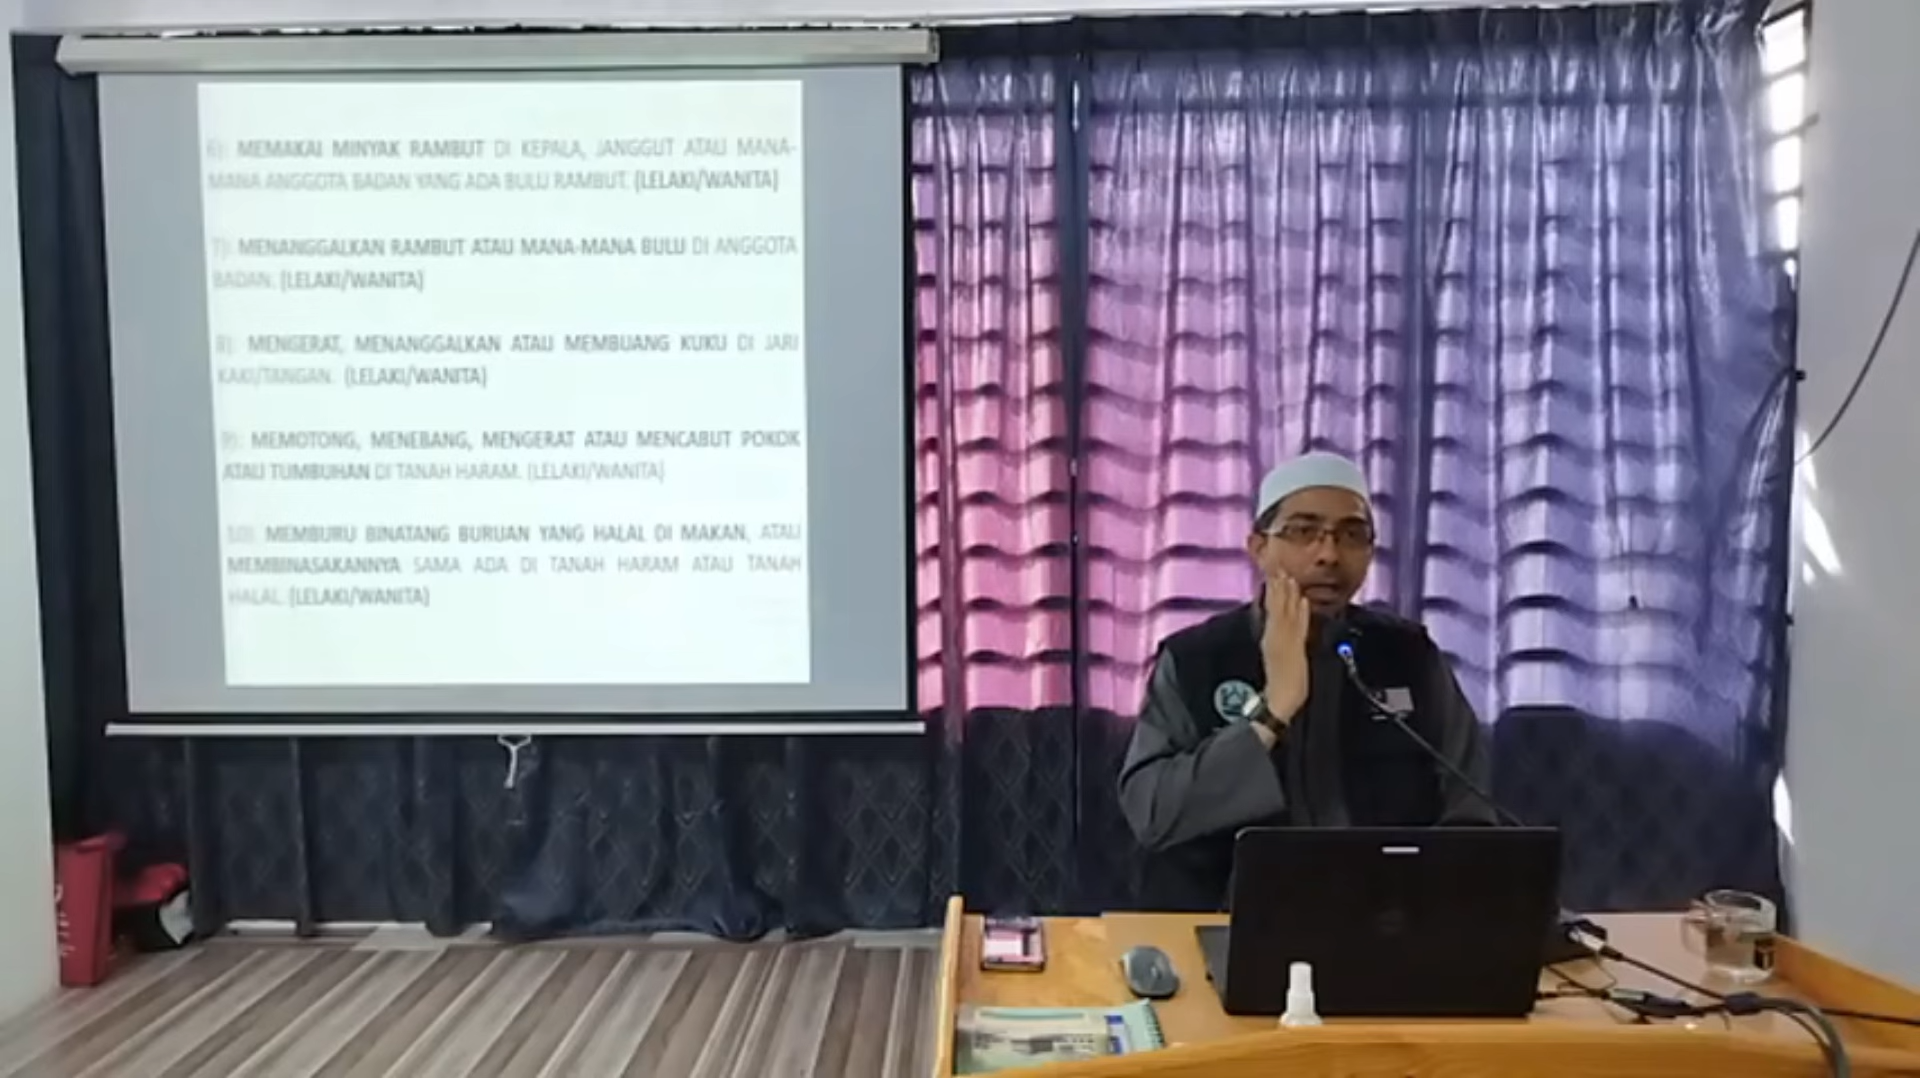 6). MEMAKAI MINYAK RAMBUT DI KEPALA, JANGGUT ATAU MANA-
MANA ANGGOTA BADAN YANG ADA BULU RAMBUT. (LELAKI/WANITA)
7). MENANGGALKAN RAMBUT ATAU MANA-MANA BULU DI ANGGOTA
BADAN. (LELAKI/WANITA)
8). MENGERAT, MENANGGALKAN ATAU MEMBUANG KUKU DI JARI
KAKI/TANGAN. (LELAKI/WANITA)
9). MEMOTONG, MENEBANG, MENGERAT ATAU MENCABUT POKOK
ATAU TUMBUHAN DI TANAH HARAM. (LELAKI/WANITA)
10). MEMBURU BINATANG BURUAN YANG HALAL DI MAKAN, ATAU
MEMBINASAKANNYA SAMA ADA DI TANAH HARAM ATAU TANAH
HALAL. (LELAKI/WANITA)